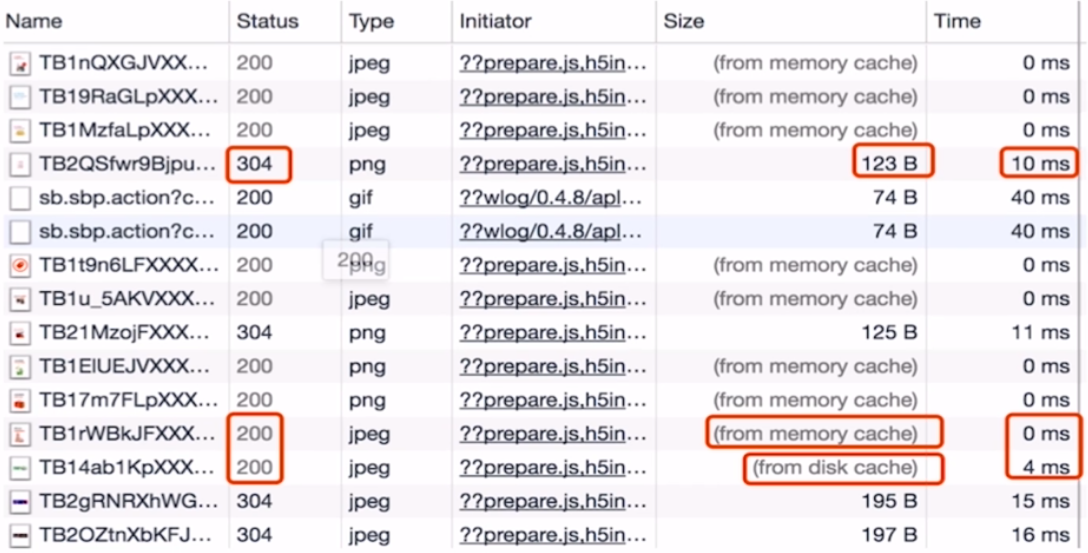 Name Status Type Initiator Size Time
TB1nQXGJVXX... 200 jpeg ??prepare.js,h5in... (from memory cache) 0 ms
TB19RaGLpXXX... 200 jpeg ??prepare.js,h5in... (from memory cache) 0 ms
TB1MzfaLpXXX... 200 jpeg ??prepare.js,h5in... (from memory cache) 0 ms
TB2QSfwr9Bjpu... 304 png ??prepare.js,h5in... 123 B 10 ms
sb.sbp.action?c... 200 gif ??wlog/0.4.8/apl... 74 B 40 ms
sb.sbp.action?c... 200 gif ??wlog/0.4.8/apl... 74 B 40 ms
200
TB1t9n6LFXXXX... 200 png ??prepare.js,h5in... (from memory cache) 0 ms
TB1u_5AKVXXX... 200 jpeg ??prepare.js,h5in... (from memory cache) 0 ms
TB21MzojFXXX... 304 png ??prepare.js,h5in... 125 B 11 ms
TB1EIUEJVXXX... 200 png ??prepare.js,h5in... (from memory cache) 0 ms
TB17m7FLpXXX... 200 png ??prepare.js,h5in... (from memory cache) 0 ms
TB1rWBkJFXXX... 200 jpeg ??prepare.js,h5in... (from memory cache) 0 ms
TB14ab1KpXXX... 200 jpeg ??prepare.js,h5in... (from disk cache) 4 ms
TB2gRNRXhWG... 304 jpeg ??prepare.js,h5in... 195 B 15 ms
TB2OZtnXbKFJ... 304 jpeg ??prepare.js,h5in... 197 B 16 ms